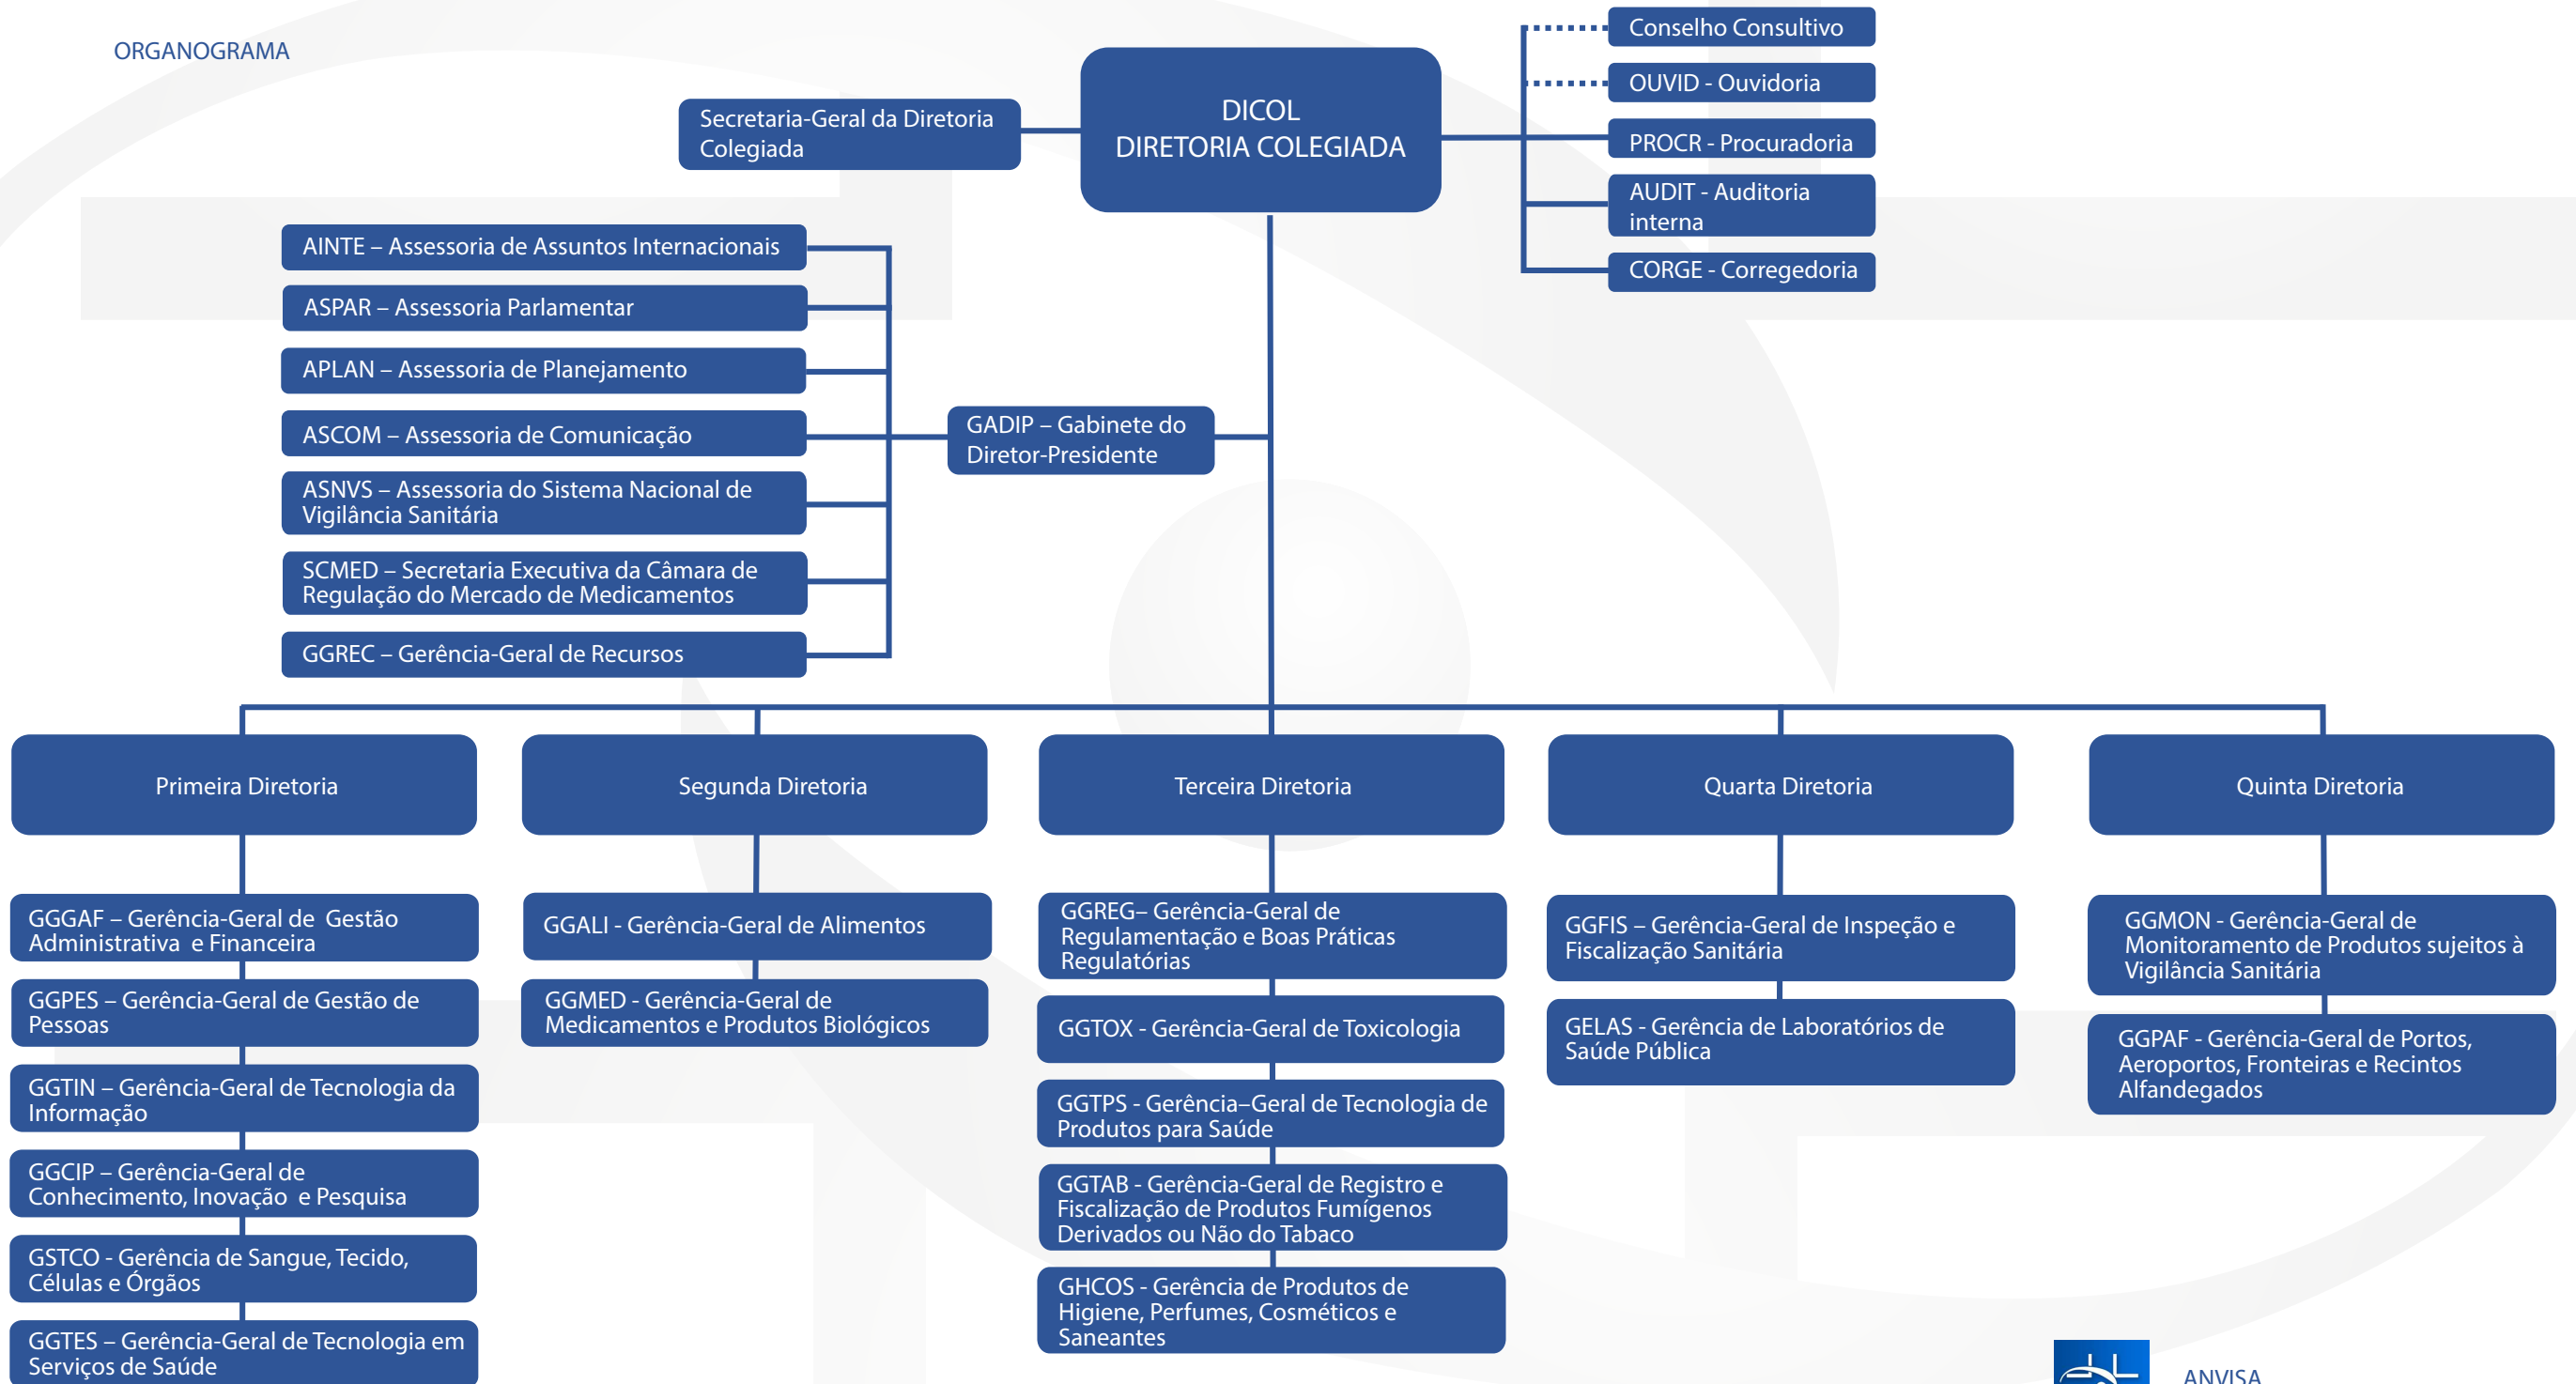 ORGANOGRAMA
DICOL
DIRETORIA COLEGIADA
Secretaria-Geral da Diretoria
Colegiada
Conselho Consultivo
OUVID - Ouvidoria
PROCR - Procuradoria
AUDIT - Auditoria
interna
CORGE - Corregedoria
AINTE – Assessoria de Assuntos Internacionais
ASPAR – Assessoria Parlamentar
APLAN – Assessoria de Planejamento
ASCOM – Assessoria de Comunicação
ASNVS – Assessoria do Sistema Nacional de
Vigilância Sanitária
SCMED – Secretaria Executiva da Câmara de
Regulação do Mercado de Medicamentos
GGREC – Gerência-Geral de Recursos
GADIP – Gabinete do
Diretor-Presidente
Primeira Diretoria
Segunda Diretoria
Terceira Diretoria
Quarta Diretoria
Quinta Diretoria
GGGAF – Gerência-Geral de Gestão
Administrativa e Financeira
GGPES – Gerência-Geral de Gestão de
Pessoas
GGTIN – Gerência-Geral de Tecnologia da
Informação
GGCIP – Gerência-Geral de
Conhecimento, Inovação e Pesquisa
GSTCO - Gerência de Sangue, Tecido,
Células e Órgãos
GGTES – Gerência-Geral de Tecnologia em
Serviços de Saúde
GGALI - Gerência-Geral de Alimentos
GGMED - Gerência-Geral de
Medicamentos e Produtos Biológicos
GGREG– Gerência-Geral de
Regulamentação e Boas Práticas
Regulatórias
GGTOX - Gerência-Geral de Toxicologia
GGTPS - Gerência–Geral de Tecnologia de
Produtos para Saúde
GGTAB - Gerência-Geral de Registro e
Fiscalização de Produtos Fumígenos
Derivados ou Não do Tabaco
GHCOS - Gerência de Produtos de
Higiene, Perfumes, Cosméticos e
Saneantes
GGFIS – Gerência-Geral de Inspeção e
Fiscalização Sanitária
GELAS - Gerência de Laboratórios de
Saúde Pública
GGMON - Gerência-Geral de
Monitoramento de Produtos sujeitos à
Vigilância Sanitária
GGPAF - Gerência-Geral de Portos,
Aeroportos, Fronteiras e Recintos
Alfandegados
ANVISA